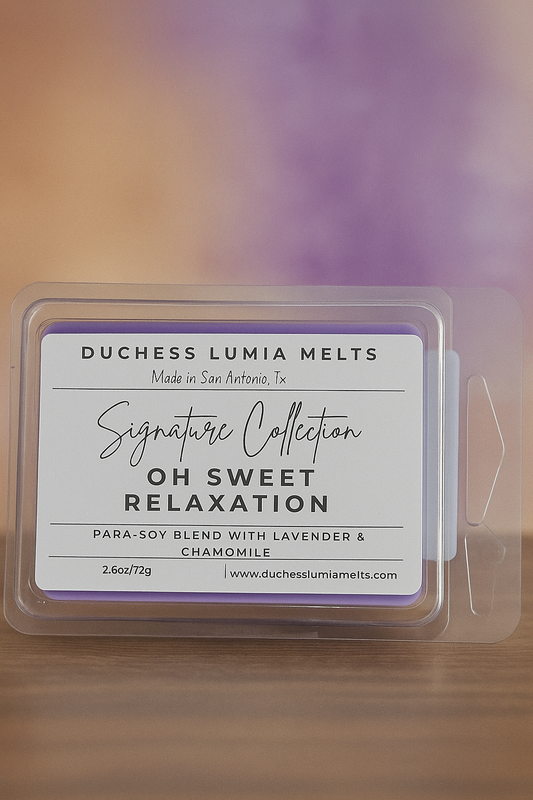 DUCHESS LUMIA MELTS
Made in San Antonio, Tx
Signature Collection
OH SWEET
RELAXATION
PARA-SOY BLEND WITH LAVENDER &
CHAMOMILE
2.6oz/72g | www.duchesslumiamelts.com